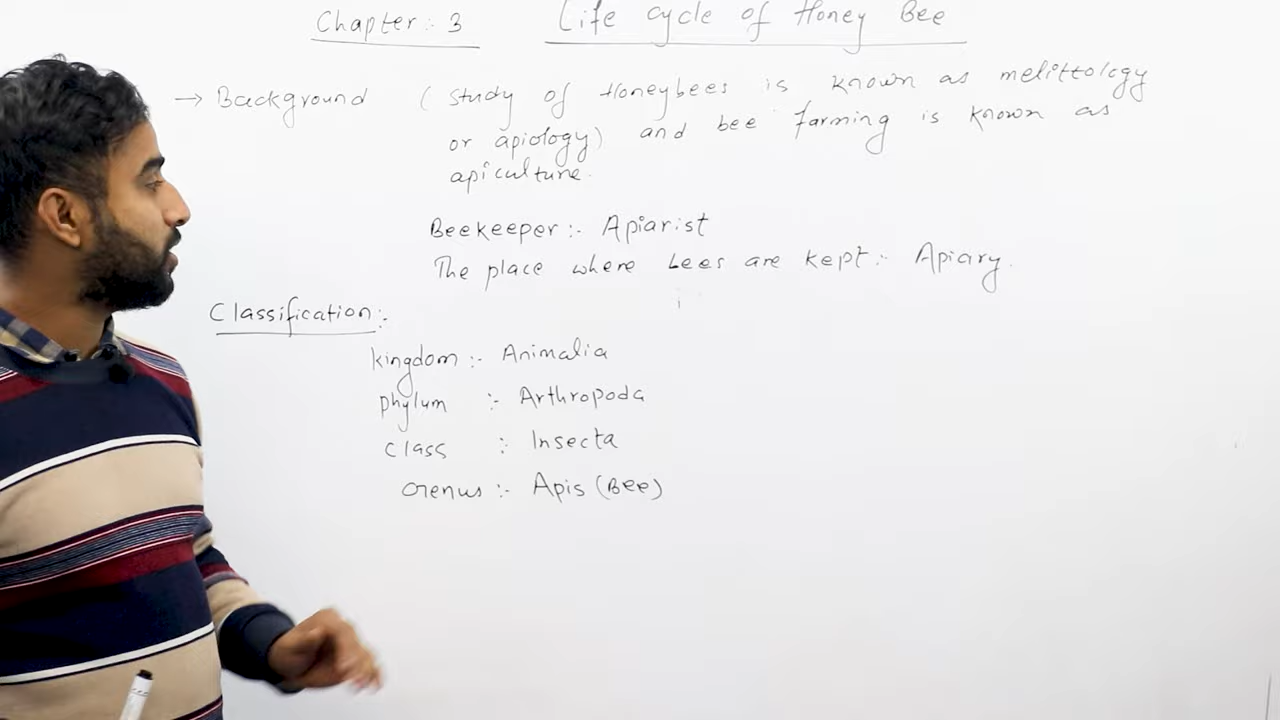 Chapter :- 3 Life cycle of Honey Bee
→ Background (Study of Honeybees is known as melittology
or apiology) and bee farming is known as
apiculture.
Beekeeper :- Apiarist
The place where bees are kept :- Apiary.
Classification :-
kingdom :- Animalia
phylum :- Arthropoda
class :- Insecta
Genus :- Apis (Bee)